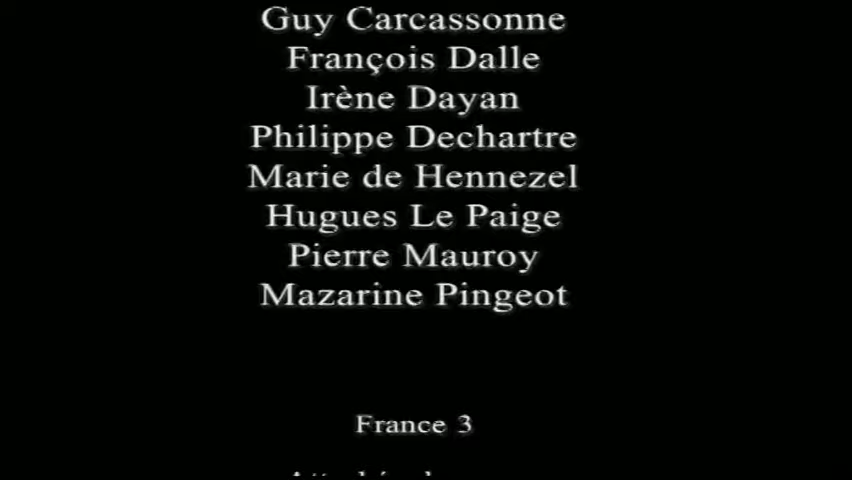 Guy Carcassonne
François Dalle
Irène Dayan
Philippe Dechartre
Marie de Hennezel
Hugues Le Paige
Pierre Mauroy
Mazarine Pingeot
France 3